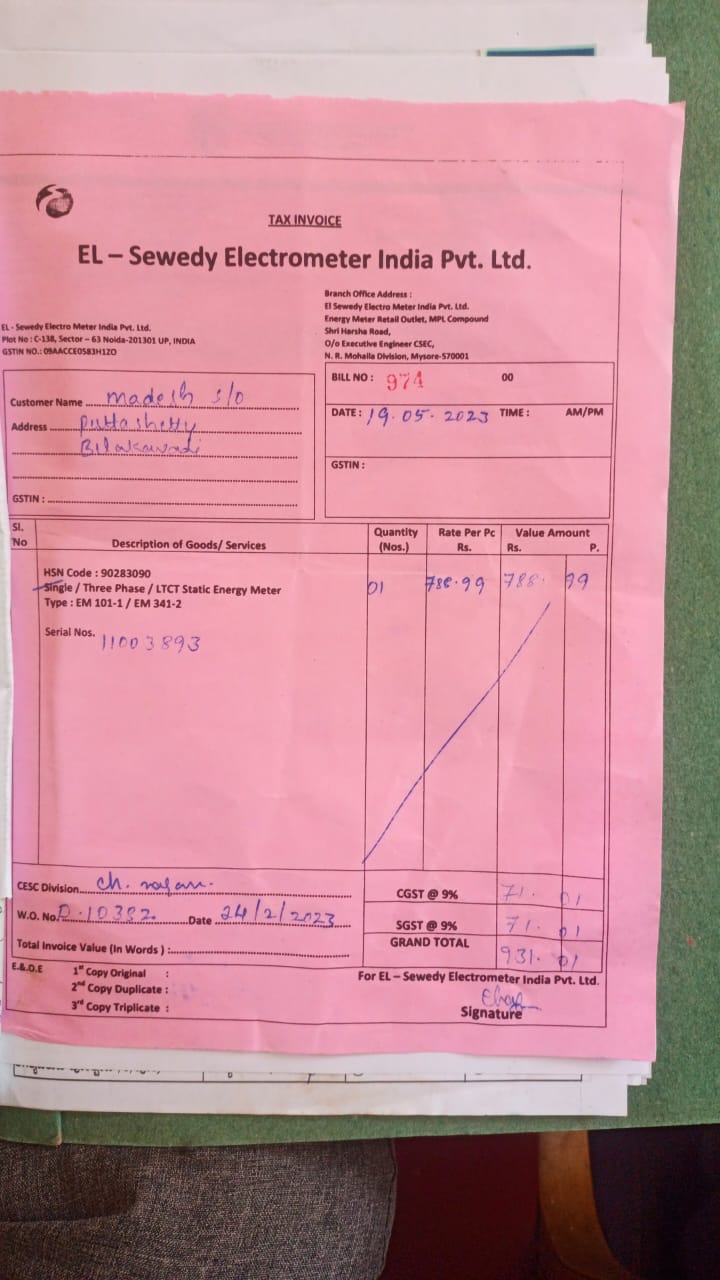 TAX INVOICE
EL – Sewedy Electrometer India Pvt. Ltd.
EL - Sewedy Electro Meter India Pvt. Ltd.
Plot No : C-138, Sector – 63 Noida-201301 UP, INDIA
GSTIN NO.: 09AACCE0583H1Z0
Branch Office Address :
El Sewedy Electro Meter India Pvt. Ltd.
Energy Meter Retail Outlet, MPL Compound
Shri Harsha Road,
O/o Executive Engineer CSEC,
N. R. Mohalla Division, Mysore-570001
Customer Name madesh s/o
Address puttashetty
GSTIN :
BILL NO : 974 00
DATE : 19.05.2023 TIME : AM/PM
GSTIN :
Sl. No Description of Goods/ Services Quantity (Nos.) Rate Per Pc Rs. Value Amount Rs. P.
HSN Code : 90283090
Single / Three Phase / LTCT Static Energy Meter 01 788.99 788. 99
Type : EM 101-1 / EM 341-2
Serial Nos. 11003893
CESC Division ch.
CGST @ 9% 71. 01
W.O. No. D-10382 Date 24/2/2023
SGST @ 9% 71. 01
Total Invoice Value (In Words ) :
GRAND TOTAL 931. 01
E.&.O.E 1st Copy Original :
2nd Copy Duplicate :
3rd Copy Triplicate :
For EL – Sewedy Electrometer India Pvt. Ltd.
Signature